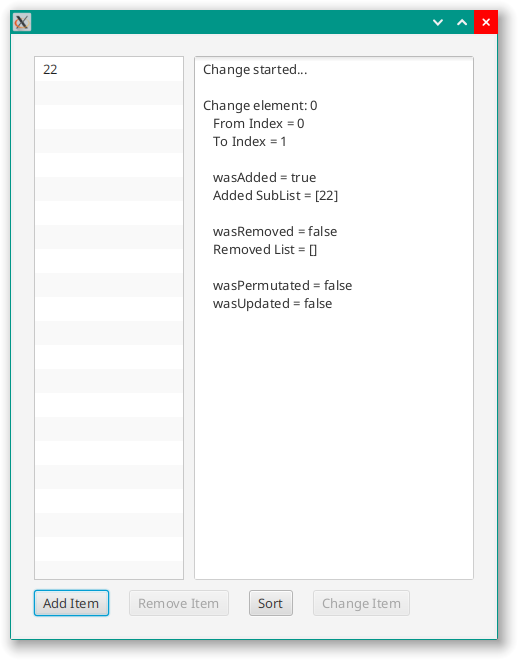 22
Change started...
Change element: 0
From Index = 0
To Index = 1
wasAdded = true
Added SubList = [22]
wasRemoved = false
Removed List = []
wasPermutated = false
wasUpdated = false
Add Item
Remove Item
Sort
Change Item